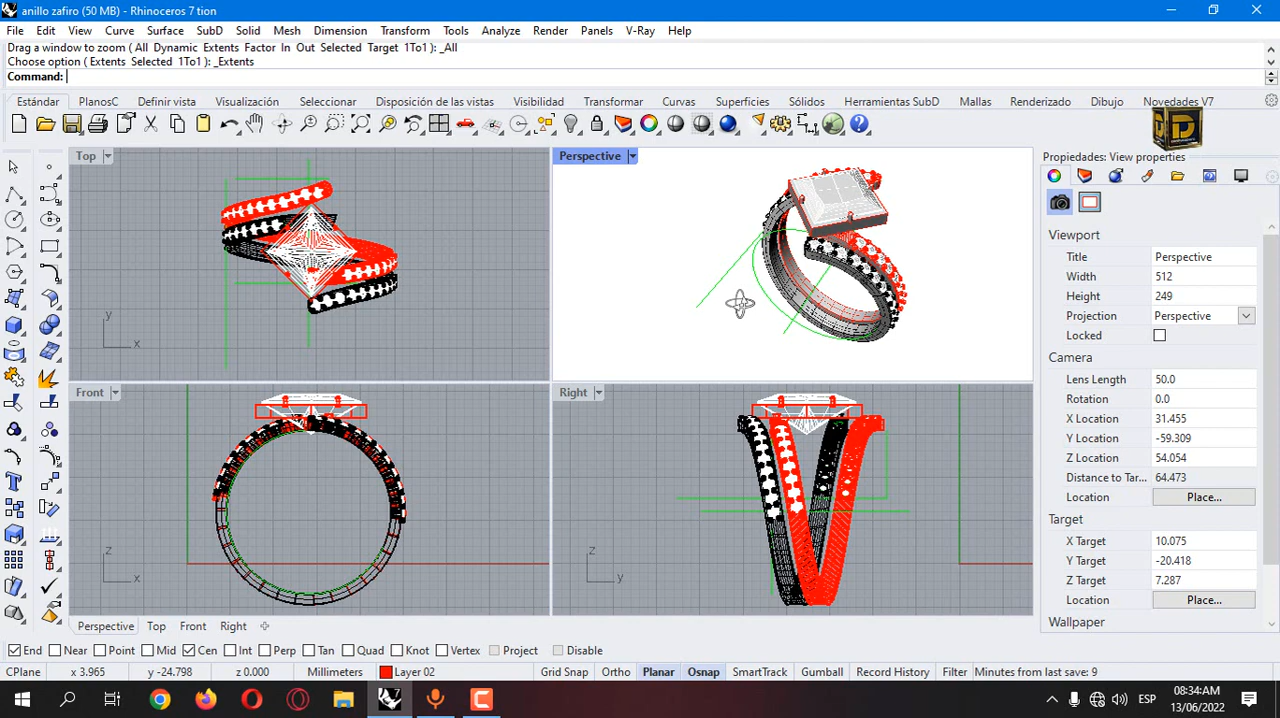 anillo zafiro (50 MB) - Rhinoceros 7 tion
File Edit View Curve Surface SubD Solid Mesh Dimension Transform Tools Analyze Render Panels V-Ray Help
Drag a window to zoom ( All Dynamic Extents Factor In Out Selected Target 1To1 ): _All
Choose option ( Extents Selected 1To1 ): _Extents
Command:
Estándar PlanosC Definir vista Visualización Seleccionar Disposición de las vistas Visibilidad Transformar Curvas Superficies Sólidos Herramientas SubD Mallas Renderizado Dibujo Novedades V7
Top
Perspective
Propiedades: View properties
Viewport
Title Perspective
Width 512
Height 249
Projection Perspective
Locked
Camera
Lens Length 50.0
Rotation 0.0
X Location 31.455
Y Location -59.309
Z Location 54.054
Distance to Tar... 64.473
Location Place...
Target
X Target 10.075
Y Target -20.418
Z Target 7.287
Location Place...
Wallpaper
y
x
Front
Right
z
x
z
y
Perspective Top Front Right
End Near Point Mid Cen Int Perp Tan Quad Knot Vertex Project Disable
CPlane x 3.965 y -24.798 z 0.000 Millimeters Layer 02 Grid Snap Ortho Planar Osnap SmartTrack Gumball Record History Filter Minutes from last save: 9
ESP
08:34AM
13/06/2022